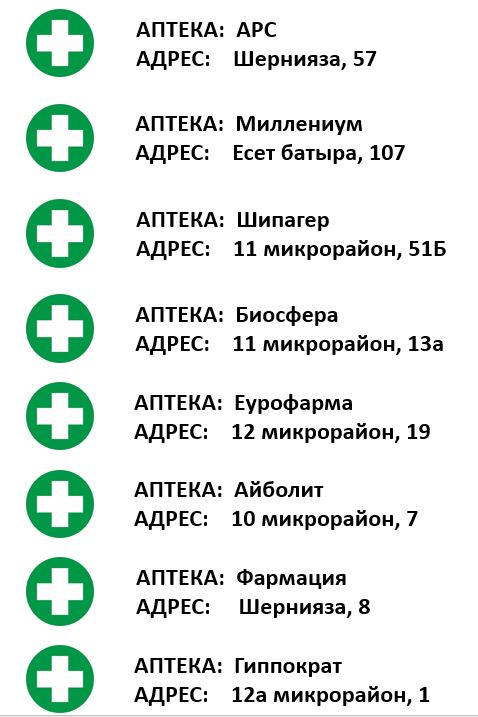 АПТЕКА: АРС
АДРЕС: Шернияза, 57
АПТЕКА: Миллениум
АДРЕС: Есет батыра, 107
АПТЕКА: Шипагер
АДРЕС: 11 микрорайон, 51Б
АПТЕКА: Биосфера
АДРЕС: 11 микрорайон, 13а
АПТЕКА: Еурофарма
АДРЕС: 12 микрорайон, 19
АПТЕКА: Айболит
АДРЕС: 10 микрорайон, 7
АПТЕКА: Фармация
АДРЕС: Шернияза, 8
АПТЕКА: Гиппократ
АДРЕС: 12а микрорайон, 1